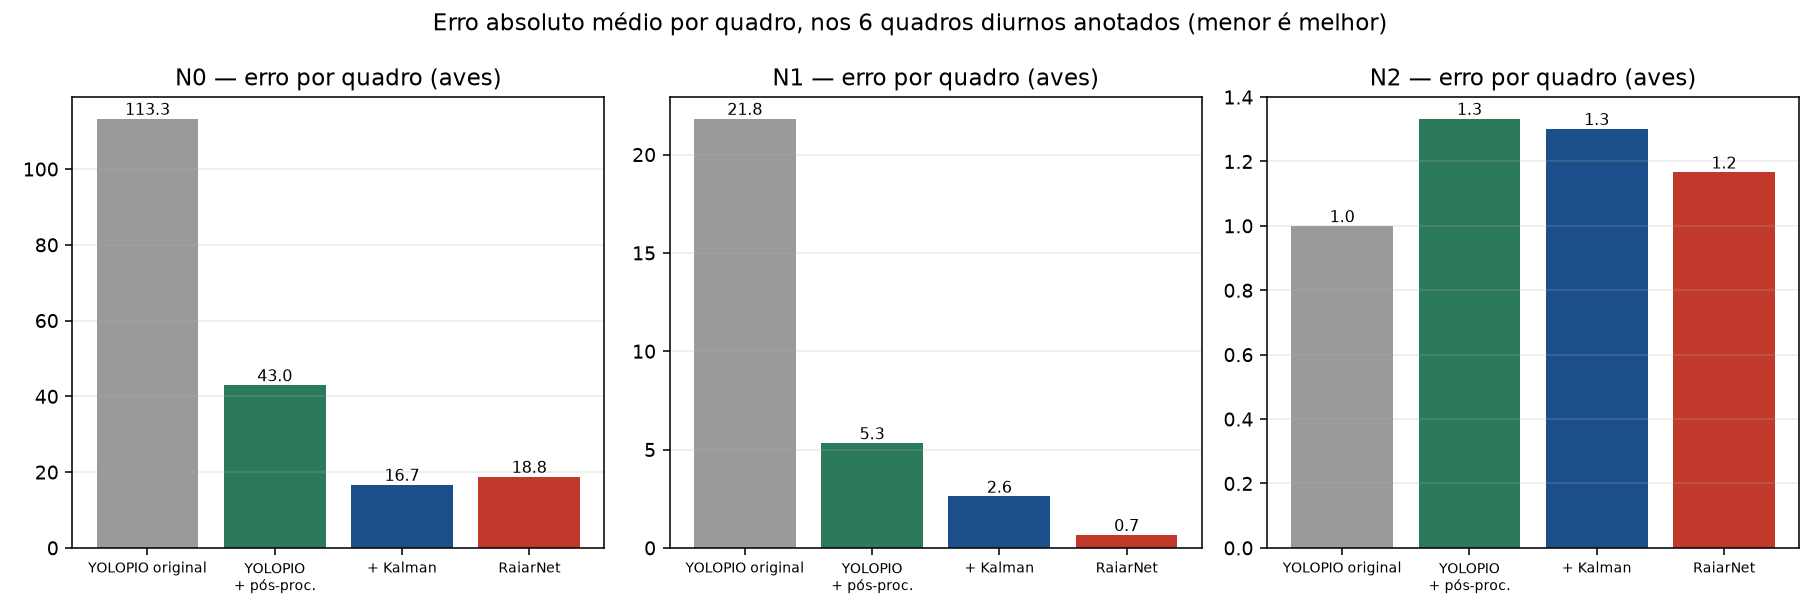 Erro absoluto médio por quadro, nos 6 quadros diurnos anotados (menor é melhor)
N0 — erro por quadro (aves)
113.3
43.0
16.7
18.8
100
80
60
40
20
0
YOLOPIO original
YOLOPIO
+ pós-proc.
+ Kalman
RaiarNet
N1 — erro por quadro (aves)
21.8
5.3
2.6
0.7
20
15
10
5
0
YOLOPIO original
YOLOPIO
+ pós-proc.
+ Kalman
RaiarNet
N2 — erro por quadro (aves)
1.0
1.3
1.3
1.2
1.4
1.2
1.0
0.8
0.6
0.4
0.2
0.0
YOLOPIO original
YOLOPIO
+ pós-proc.
+ Kalman
RaiarNet